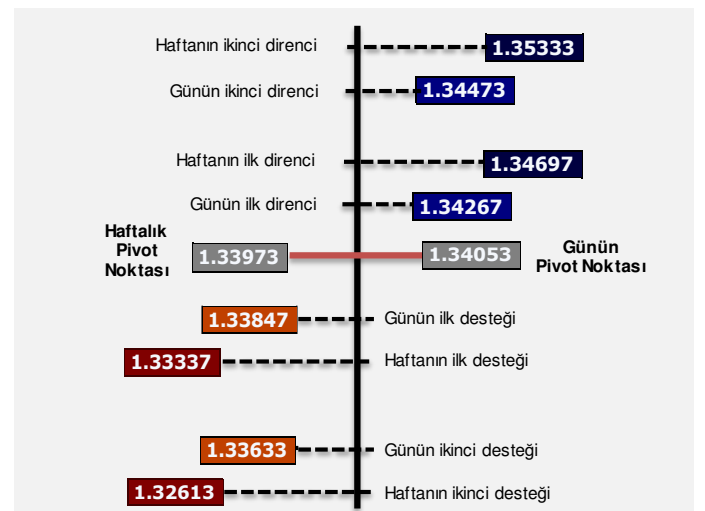 Haftanın ikinci direnci 1.35333
Günün ikinci direnci 1.34473
Haftanın ilk direnci 1.34697
Günün ilk direnci 1.34267
Haftalık
Pivot
Noktası
1.33973
1.34053
Günün
Pivot Noktası
1.33847 Günün ilk desteği
1.33337 Haftanın ilk desteği
1.33633 Günün ikinci desteği
1.32613 Haftanın ikinci desteği